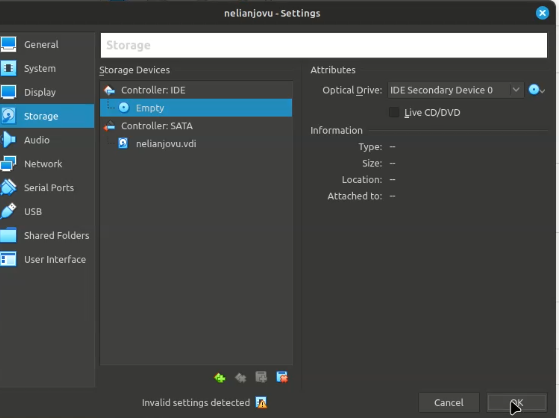 nelianjovu - Settings
General
System
Display
Storage
Audio
Network
Serial Ports
USB
Shared Folders
User Interface
Storage
Storage Devices
Controller: IDE
Empty
Controller: SATA
nelianjovu.vdi
Attributes
Optical Drive: IDE Secondary Device 0
Live CD/DVD
Information
Type: --
Size: --
Location: --
Attached to: --
Invalid settings detected
Cancel
OK